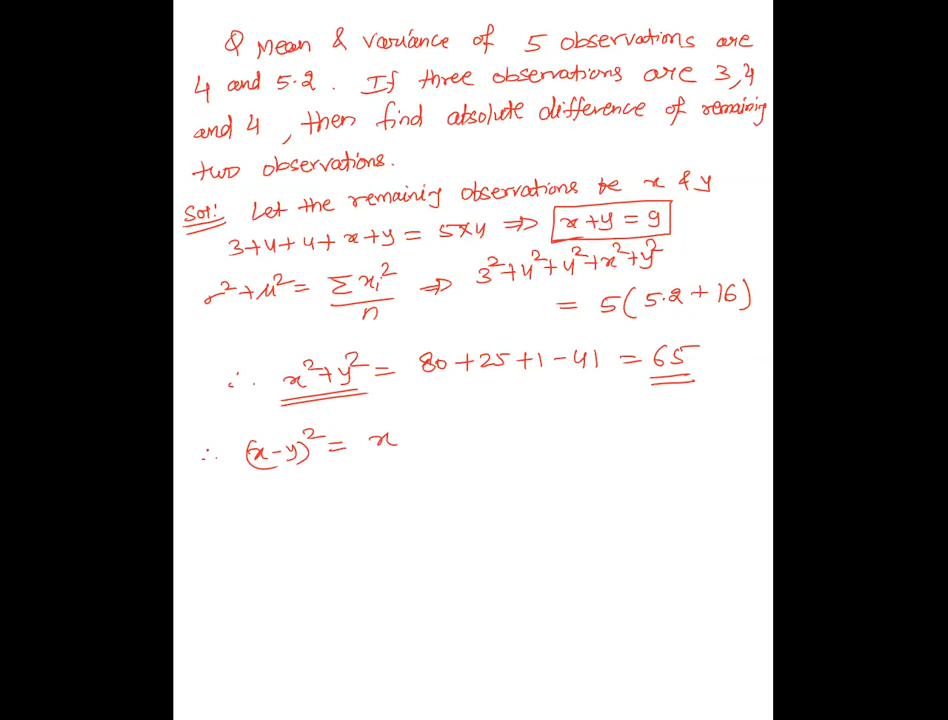 Q Mean & variance of 5 observations are
4 and 5.2. If three observations are 3,4
and 4, then find absolute difference of remaining
two observations.
Sol: Let the remaining observations be x & y
3+4+4+x+y = 5×4 ⇒ x+y = 9
σ²+μ² = Σxᵢ²/n ⇒ 3²+4²+4²+x²+y²
= 5(5.2+16)
∴ x²+y² = 80+25+1-41 = 65
∴ (x-y)² = x